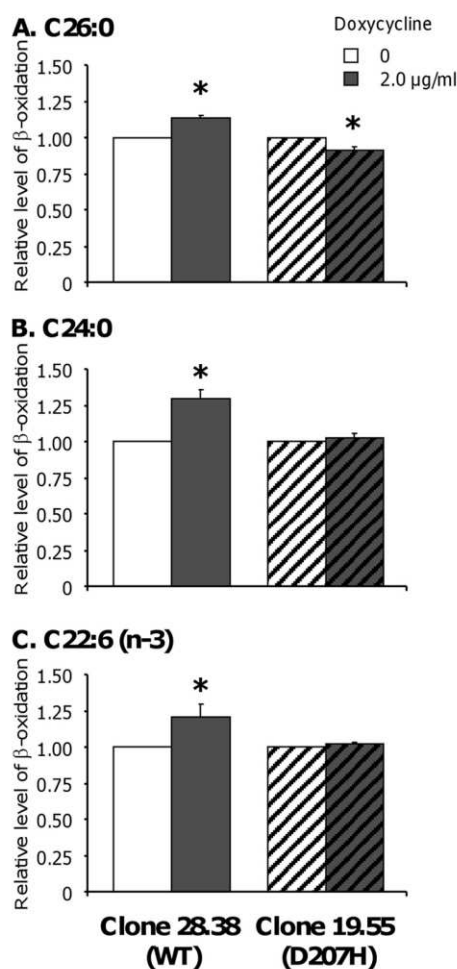 A. C26:0
Doxycycline
0
2.0 µg/ml
Relative level of β-oxidation
1.50
1.25
1.00
0.75
0.50
0.25
0
*
*
B. C24:0
Relative level of β-oxidation
1.50
1.25
1.00
0.75
0.50
0.25
0
*
C. C22:6 (n-3)
Relative level of β-oxidation
1.50
1.25
1.00
0.75
0.50
0.25
0
*
Clone 28.38 Clone 19.55
(WT) (D207H)